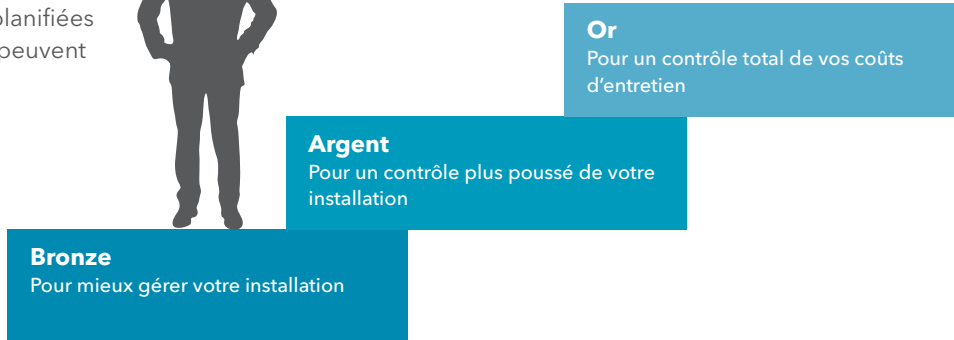 planifiées
peuvent
Or
Pour un contrôle total de vos coûts
d'entretien
Argent
Pour un contrôle plus poussé de votre
installation
Bronze
Pour mieux gérer votre installation